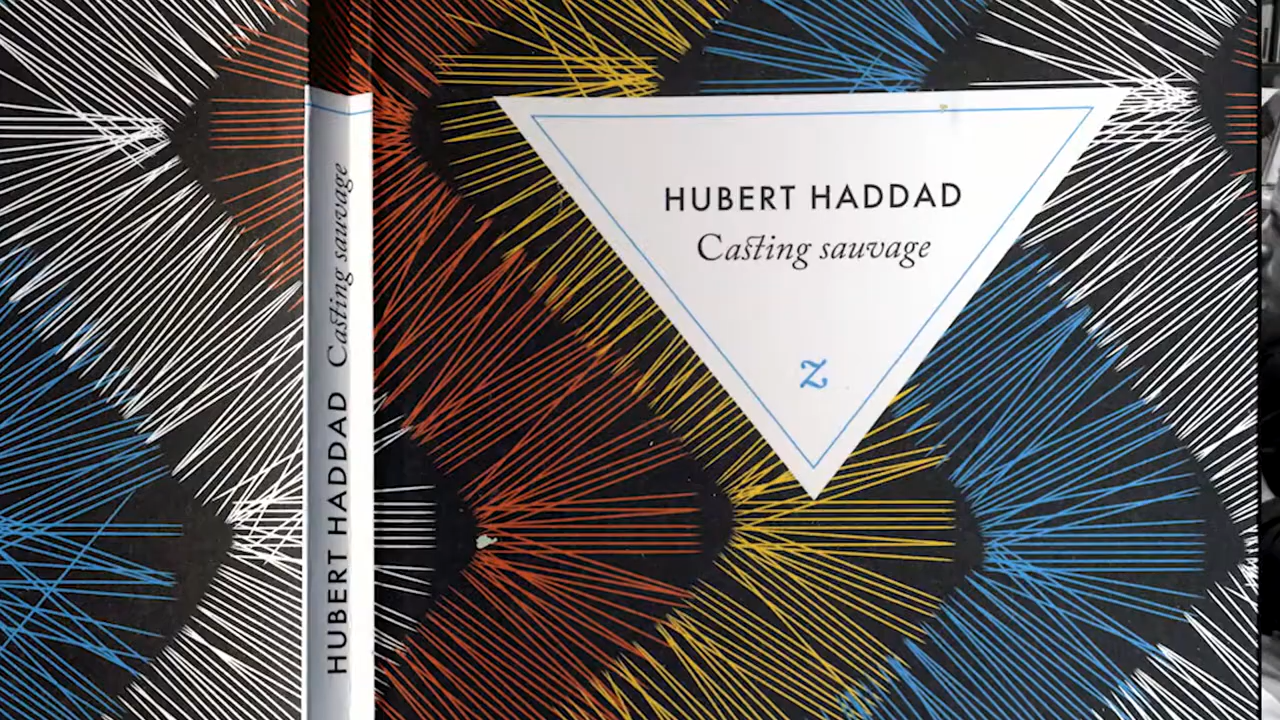 HUBERT HADDAD Casting sauvage
HUBERT HADDAD
Casting sauvage
Z